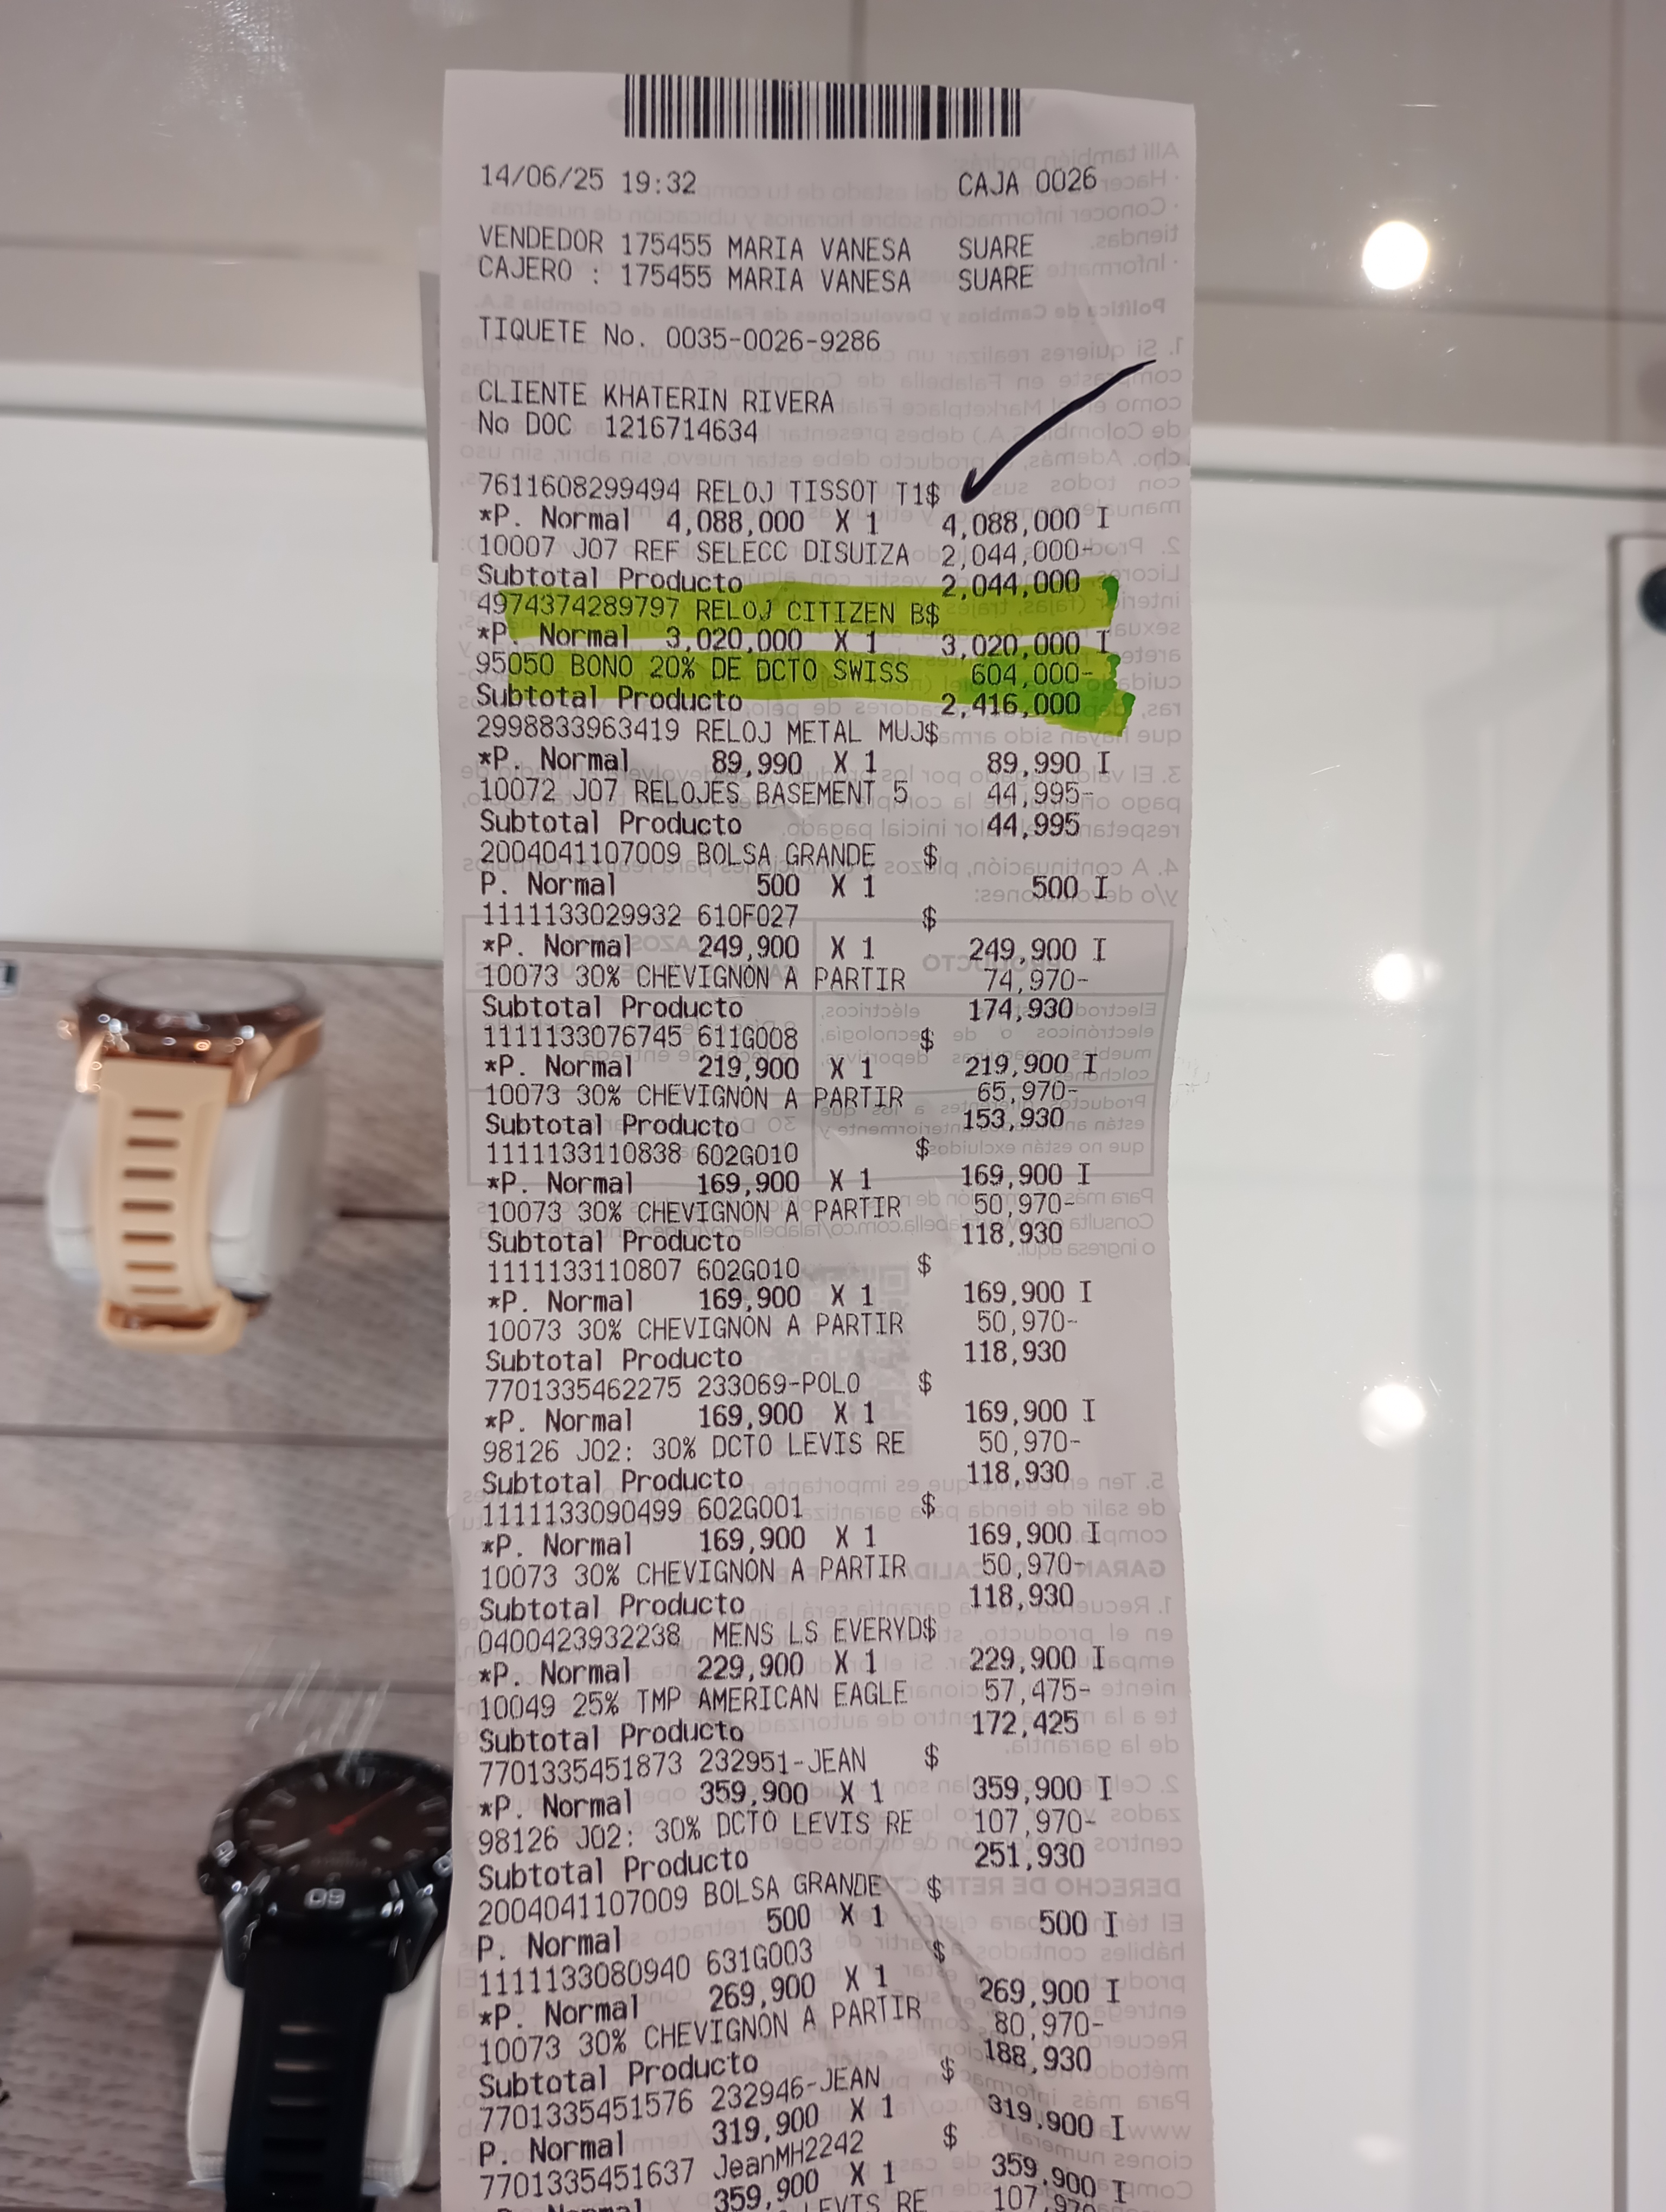 14/06/25 19:32 CAJA 0026
VENDEDOR 175455 MARIA VANESA SUARE
CAJERO : 175455 MARIA VANESA SUARE
TIQUETE No. 0035-0026-9286
CLIENTE KHATERIN RIVERA
No DOC 1216714634
7611608299494 RELOJ TISSOT T1$
*P. Normal 4,088,000 X 1 4,088,000 I
10007 J07 REF SELECC DISUIZA 2,044,000-
Subtotal Producto 2,044,000
4974374289797 RELOJ CITIZEN B$
*P. Normal 3,020,000 X 1 3,020,000 I
95050 BONO 20% DE DCTO SWISS 604,000-
Subtotal Producto 2,416,000
2998833963419 RELOJ METAL MUJ$
*P. Normal 89,990 X 1 89,990 I
10072 J07 RELOJES BASEMENT 5 44,995-
Subtotal Producto 44,995
2004041107009 BOLSA GRANDE $
P. Normal 500 X 1 500 I
1111133029932 610F027 $
*P. Normal 249,900 X 1 249,900 I
10073 30% CHEVIGNON A PARTIR 74,970-
Subtotal Producto 174,930
1111133076745 611G008 $
*P. Normal 219,900 X 1 219,900 I
10073 30% CHEVIGNON A PARTIR 65,970-
Subtotal Producto 153,930
1111133110838 602G010 $
*P. Normal 169,900 X 1 169,900 I
10073 30% CHEVIGNON A PARTIR 50,970-
Subtotal Producto 118,930
1111133110807 602G010 $
*P. Normal 169,900 X 1 169,900 I
10073 30% CHEVIGNON A PARTIR 50,970-
Subtotal Producto 118,930
7701335462275 233069-POLO $
*P. Normal 169,900 X 1 169,900 I
98126 J02: 30% DCTO LEVIS RE 50,970-
Subtotal Producto 118,930
1111133090499 602G001 $
*P. Normal 169,900 X 1 169,900 I
10073 30% CHEVIGNON A PARTIR 50,970-
Subtotal Producto 118,930
0400423932238 MENS LS EVERYD$
*P. Normal 229,900 X 1 229,900 I
10049 25% TMP AMERICAN EAGLE 57,475-
Subtotal Producto 172,425
7701335451873 232951-JEAN $
*P. Normal 359,900 X 1 359,900 I
98126 J02: 30% DCTO LEVIS RE 107,970-
Subtotal Producto 251,930
2004041107009 BOLSA GRANDE $
P. Normal 500 X 1 500 I
1111133080940 631G003 $
*P. Normal 269,900 X 1 269,900 I
10073 30% CHEVIGNON A PARTIR 80,970-
Subtotal Producto 188,930
7701335451576 232946-JEAN $
P. Normal 319,900 X 1 319,900 I
7701335451637 JeanMH2242 $
*P. Normal 359,900 X 1 359,900 I
LEVIS RE 107,970